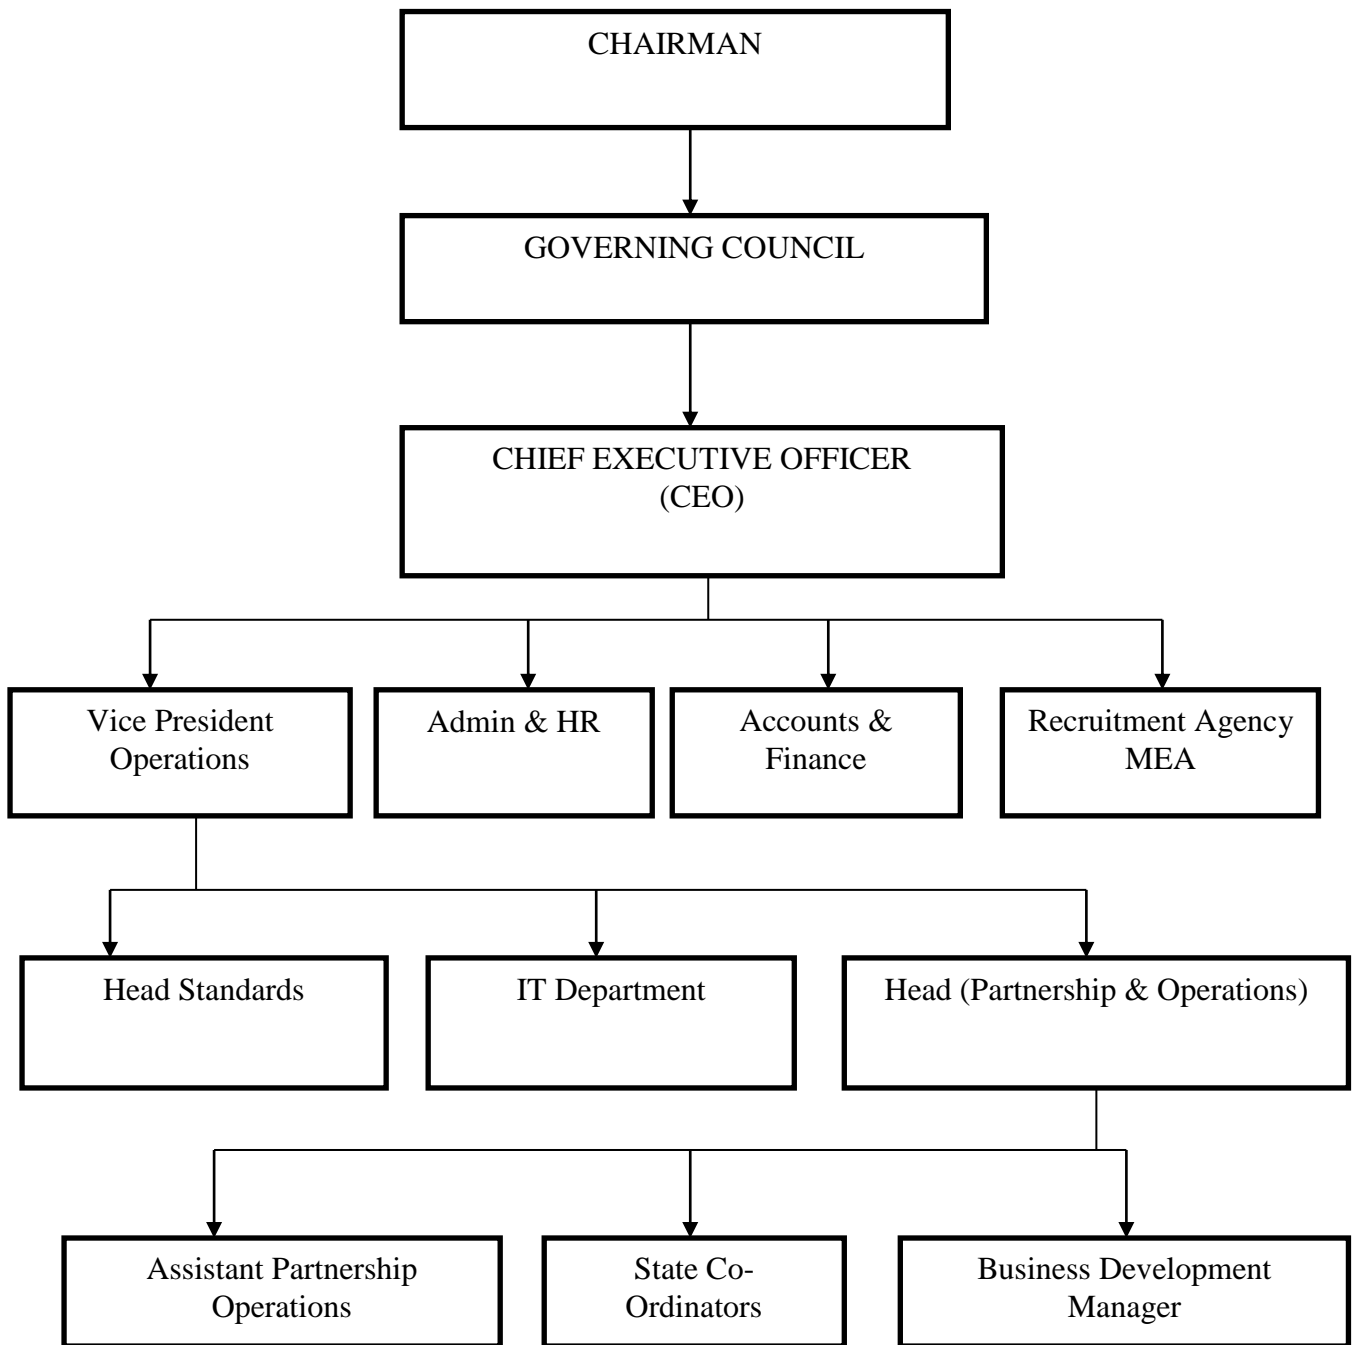 CHAIRMAN
GOVERNING COUNCIL
CHIEF EXECUTIVE OFFICER
(CEO)
Vice President
Operations
Admin & HR
Accounts &
Finance
Recruitment Agency
MEA
Head Standards
IT Department
Head (Partnership & Operations)
Assistant Partnership
Operations
State Co-
Ordinators
Business Development
Manager